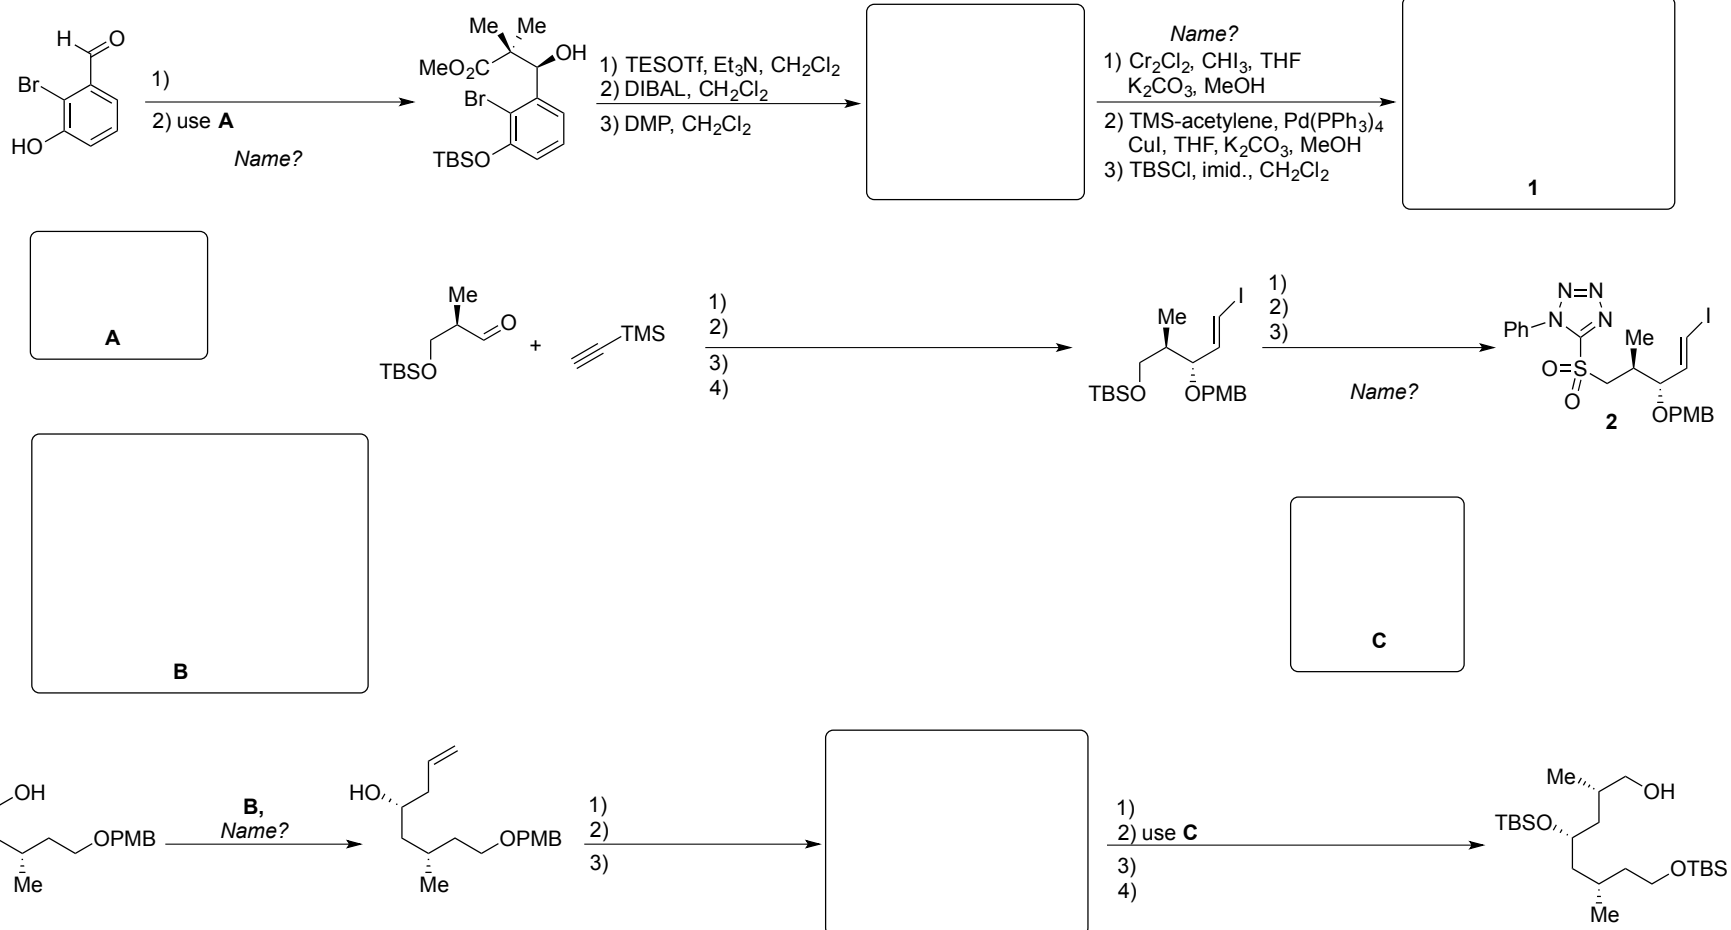 H
O
Br
HO
1)
2) use A
Name?
Me
Me
OH
MeO₂C
Br
TBSO
1) TESOTf, Et₃N, CH₂Cl₂
2) DIBAL, CH₂Cl₂
3) DMP, CH₂Cl₂
Name?
1) Cr₂Cl₂, CHI₃, THF
K₂CO₃, MeOH
2) TMS-acetylene, Pd(PPh₃)₄
CuI, THF, K₂CO₃, MeOH
3) TBSCl, imid., CH₂Cl₂
1
A
Me
O
TBSO
+
TMS
1)
2)
3)
4)
I
Me
TBSO
OPMB
1)
2)
3)
Name?
N=N
Ph
N
N
I
Me
O
S
O
OPMB
2
B
C
OH
OPMB
Me
B,
Name?
HO
OPMB
Me
1)
2)
3)
1)
2) use C
3)
4)
Me
OH
TBSO
OTBS
Me